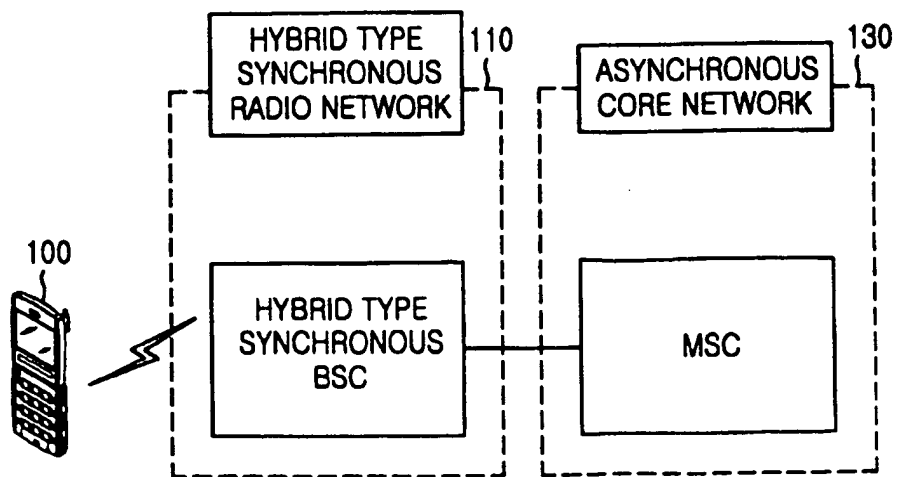 HYBRID TYPE
SYNCHRONOUS
RADIO NETWORK
110
ASYNCHRONOUS
CORE NETWORK
130
100
HYBRID TYPE
SYNCHRONOUS
BSC
MSC